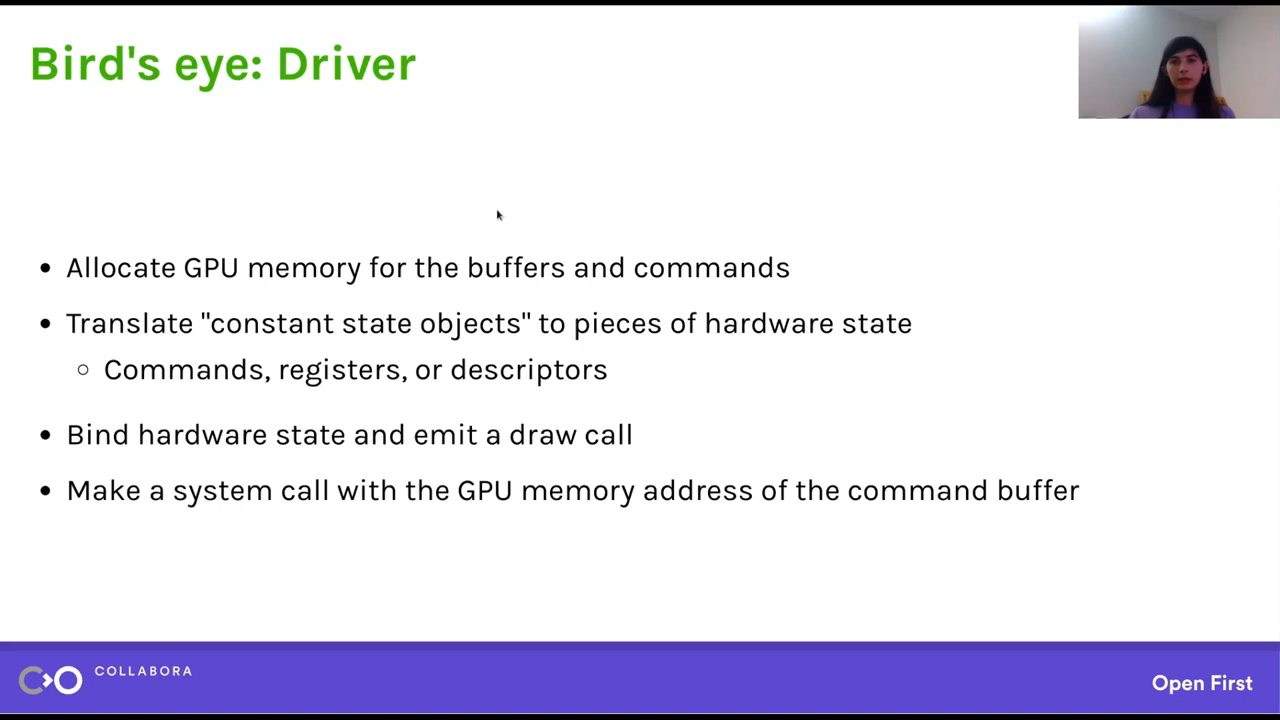 Bird's eye: Driver
• Allocate GPU memory for the buffers and commands
• Translate "constant state objects" to pieces of hardware state
○ Commands, registers, or descriptors
• Bind hardware state and emit a draw call
• Make a system call with the GPU memory address of the command buffer
COLLABORA
Open First